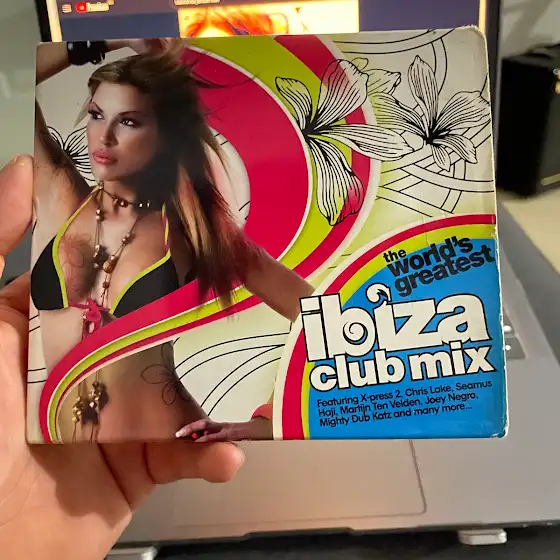 the
world's
greatest
ibiza
club mix
Featuring X-press 2, Chris Lake, Seamus
Haji, Martijn Ten Velden, Joey Negro,
Mighty Dub Katz and many more...